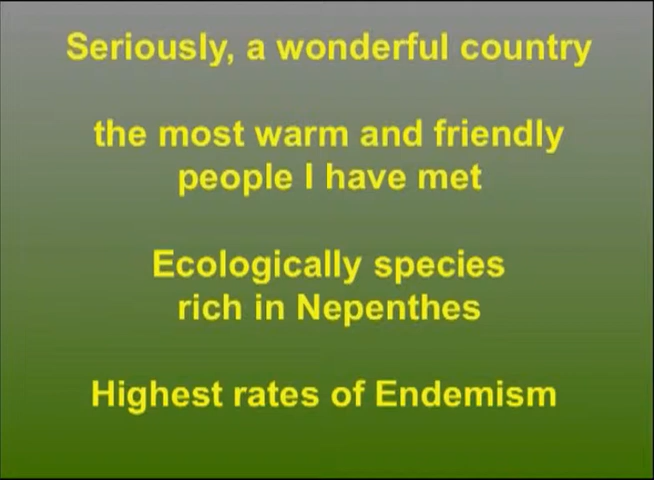 Seriously, a wonderful country
the most warm and friendly
people I have met
Ecologically species
rich in Nepenthes
Highest rates of Endemism